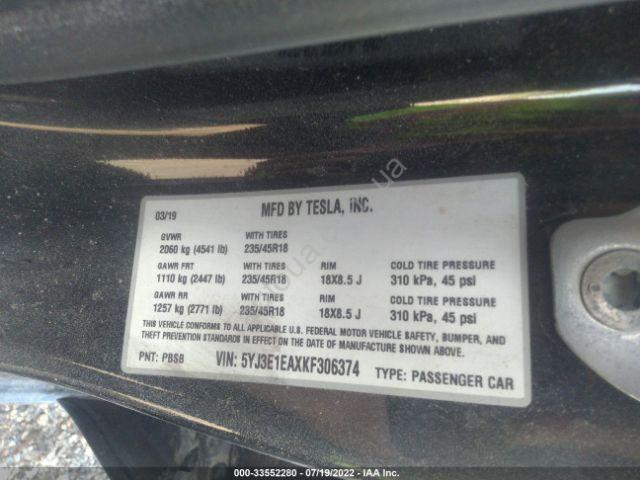 03/19 MFD BY TESLA, INC.
GVWR WITH TIRES
2060 kg (4541 lb) 235/45R18
GAWR FRT WITH TIRES RIM COLD TIRE PRESSURE
1110 kg (2447 lb) 235/45R18 18X8.5 J 310 kPa, 45 psi
GAWR RR WITH TIRES RIM COLD TIRE PRESSURE
1257 kg (2771 lb) 235/45R18 18X8.5 J 310 kPa, 45 psi
THIS VEHICLE CONFORMS TO ALL APPLICABLE U.S. FEDERAL MOTOR VEHICLE SAFETY, BUMPER, AND
THEFT PREVENTION STANDARDS IN EFFECT ON THE DATE OF MANUFACTURE SHOWN ABOVE.
PNT: PBSB VIN: 5YJ3E1EAXKF306374 TYPE: PASSENGER CAR
000-33552280 - 07/19/2022 - IAA Inc.